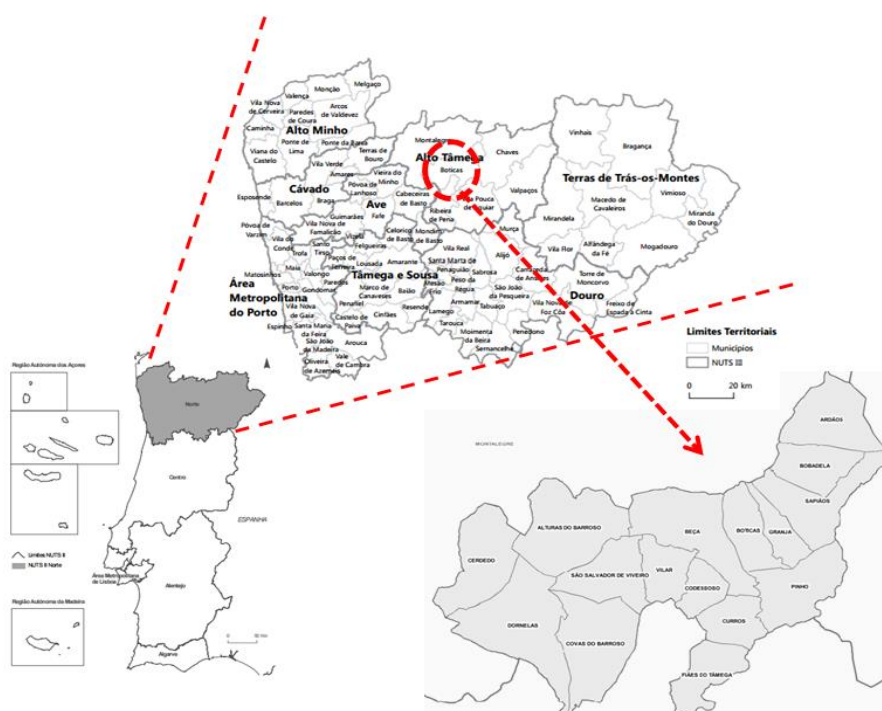 Melgaço
Monção
Valença
Vila Nova
de Cerveira
Paredes
de Coura
Arcos
de Valdevez
Caminha
Alto Minho
Ponte de
Lima
Ponte da Barca
Viana do
Castelo
Terras de
Bouro
Vila Verde
Amares
Vieira do
Minho
Cávado
Póvoa de
Lanhoso
Esposende
Barcelos
Braga
Ave
Cabeceiras
de Basto
Guimarães
Fafe
Póvoa de
Varzim
Vila Nova de
Famalicão
Vizela
Celorico
de Basto
Mondim
de Basto
Vila do
Conde
Santo
Tirso
Felgueiras
Trofa
Paços de
Ferreira
Lousada
Amarante
Matosinhos
Maia
Valongo
Tâmega e Sousa
Área
Metropolitana
do Porto
Porto
Gondomar
Paredes
Marco de
Canaveses
Baião
Penafiel
Vila Nova
de Gaia
Castelo de
Paiva
Cinfães
Resende
Espinho
Santa Maria
da Feira
Arouca
São João
da Madeira
Oliveira
de Azeméis
Vale
de Cambra
Montalegre
Alto Tâmega
Chaves
Boticas
Valpaços
Vila Pouca
de Aguiar
Ribeira
de Pena
Vinhais
Bragança
Terras de Trás-os-Montes
Vimioso
Macedo de
Cavaleiros
Miranda
do Douro
Mirandela
Vila Flor
Alfândega
da Fé
Mogadouro
Murça
Vila Real
Alijó
Santa Marta de
Penaguião
Sabrosa
Carrazeda
de Ansiães
Torre de
Moncorvo
Mesão
Frio
Peso da
Régua
São João
da Pesqueira
Douro
Armamar
Tabuaço
Vila Nova de
Foz Côa
Freixo de
Espada à Cinta
Lamego
Tarouca
Moimenta
da Beira
Penedono
Sernancelhe
Limites Territoriais
Municípios
NUTS III
0 20 km
Região Autónoma dos Açores
Norte
Centro
ESPANHA
Limites NUTS II
NUTS II Norte
Área Metropolitana
de Lisboa
Alentejo
Região Autónoma da Madeira
Algarve
MONTALEGRE
ARDÃOS
BOBADELA
SAPIÃOS
ALTURAS DO BARROSO
BEÇA
BOTICAS
GRANJA
CERDEDO
SÃO SALVADOR DE VIVEIRO
VILAR
CODESSOSO
PINHO
DORNELAS
COVAS DO BARROSO
CURROS
FIÃES DO TÂMEGA